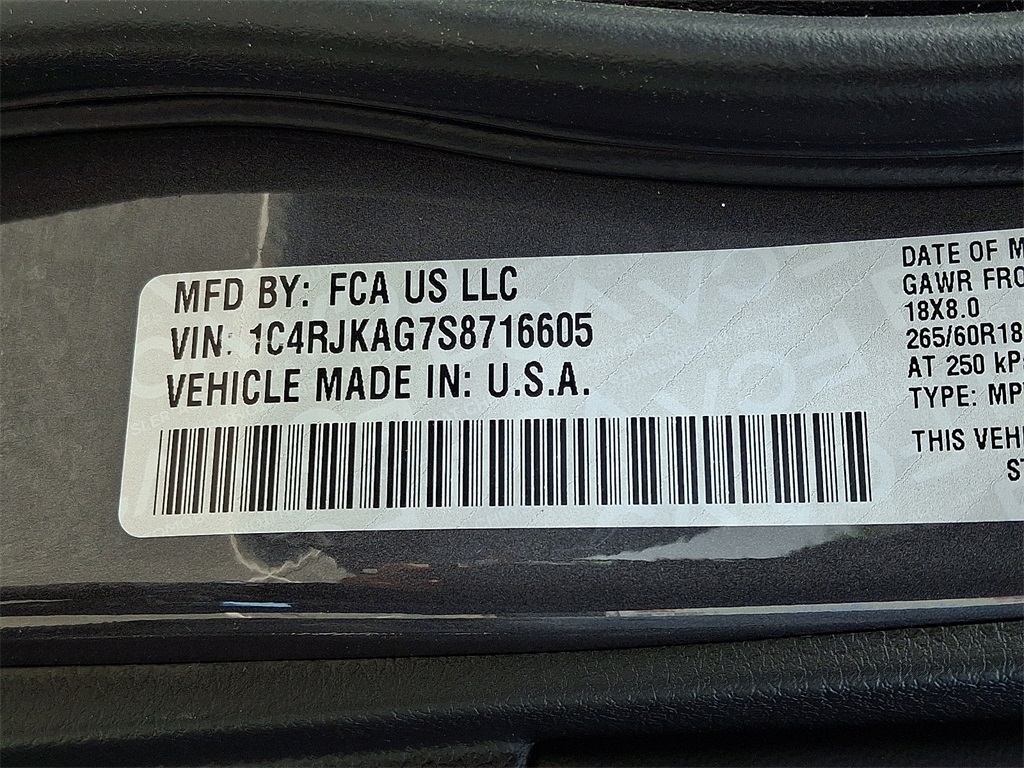 MFD BY: FCA US LLC
VIN: 1C4RJKAG7S8716605
VEHICLE MADE IN: U.S.A.
DATE OF M
GAWR FRO
18X8.0
265/60R18
AT 250 kP
TYPE: MP
THIS VEHI
ST